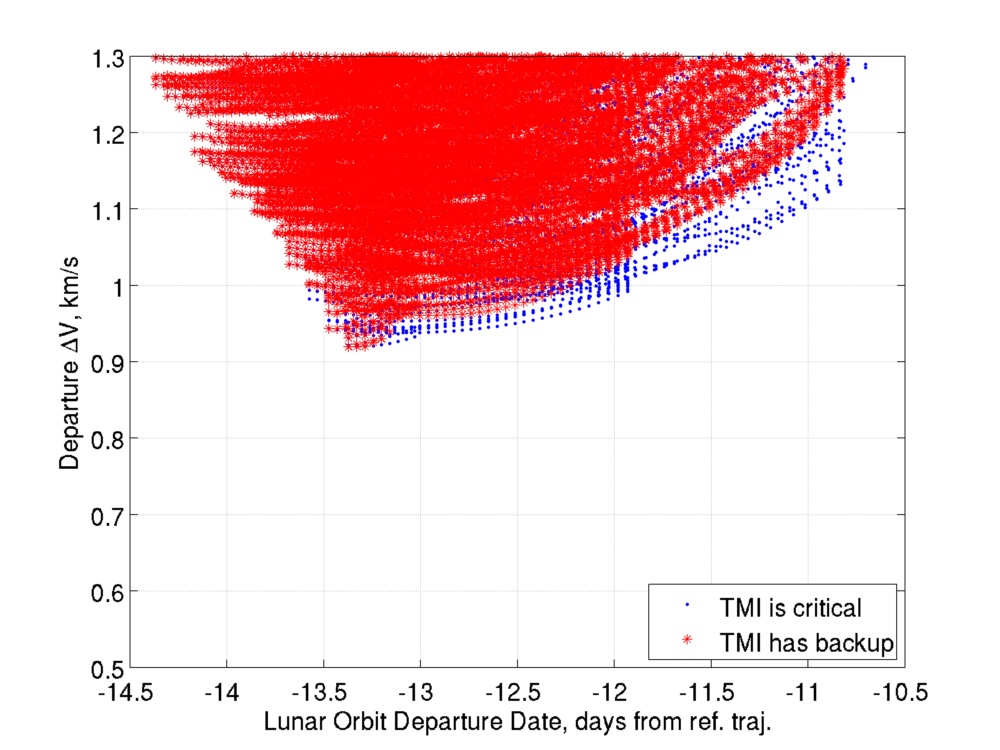 1.3
1.2
1.1
1
0.9
0.8
0.7
0.6
0.5
Departure ΔV, km/s
TMI is critical
TMI has backup
-14.5 -14 -13.5 -13 -12.5 -12 -11.5 -11 -10.5
Lunar Orbit Departure Date, days from ref. traj.